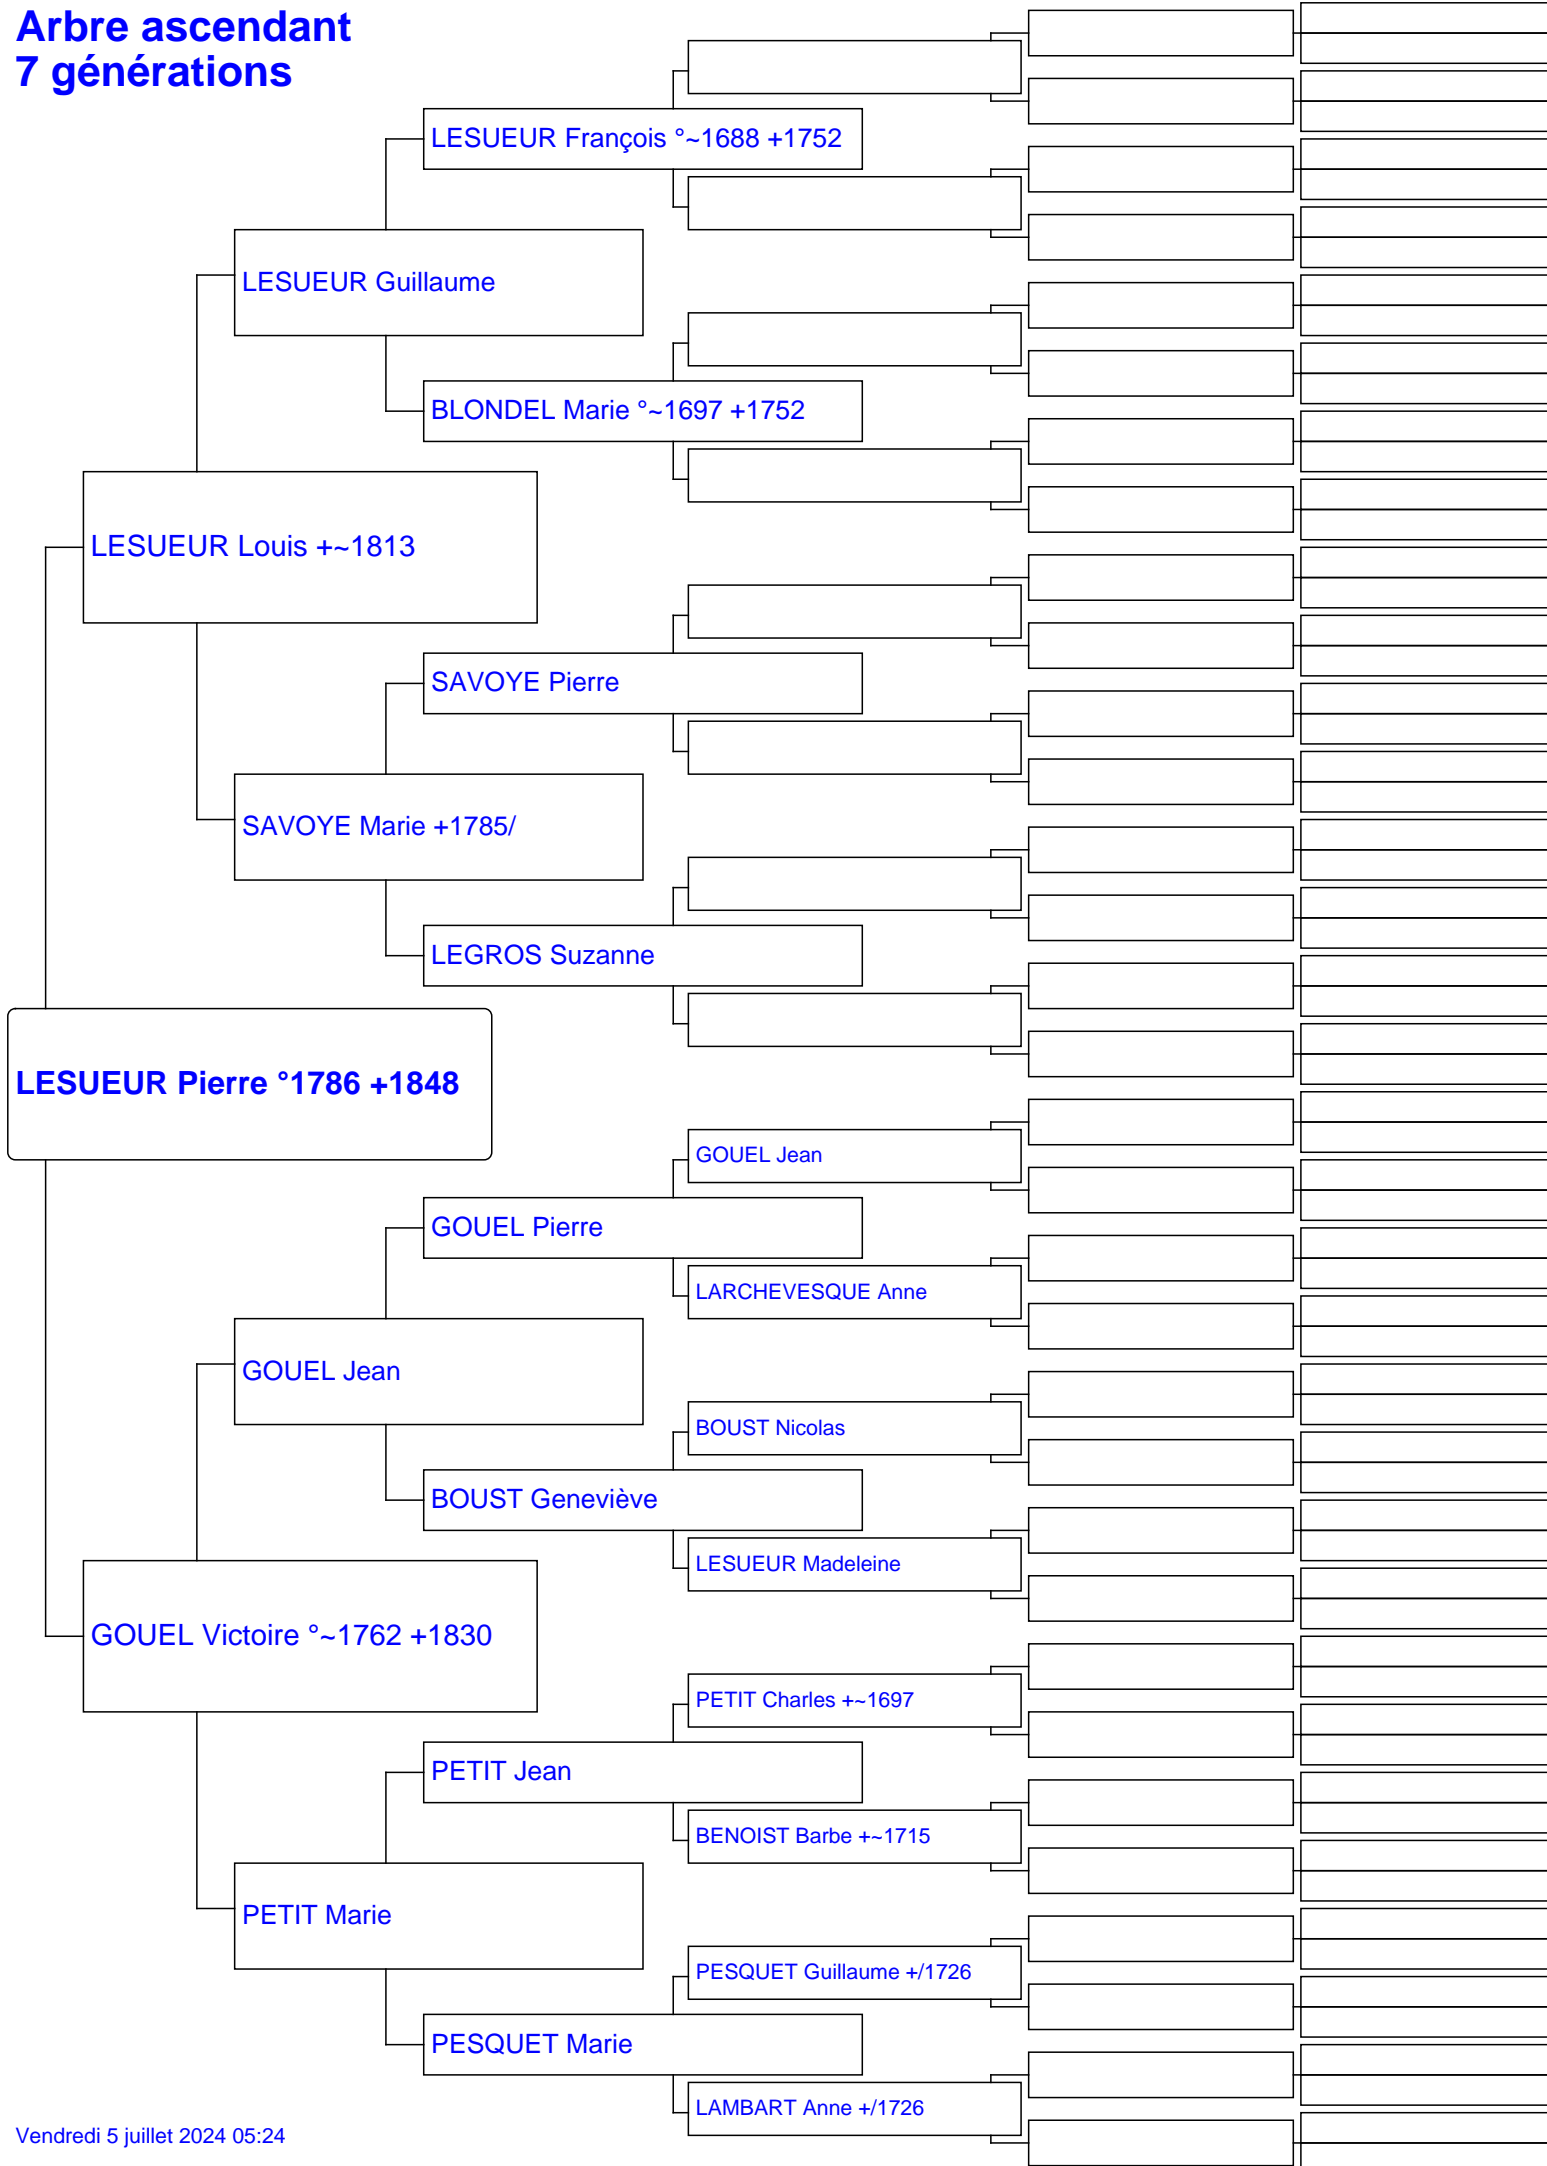 Arbre ascendant
7 générations
LESUEUR François °~1688 +1752
LESUEUR Guillaume
BLONDEL Marie °~1697 +1752
LESUEUR Louis +~1813
SAVOYE Pierre
SAVOYE Marie +1785/
LEGROS Suzanne
LESUEUR Pierre °1786 +1848
GOUEL Jean
GOUEL Pierre
LARCHEVESQUE Anne
GOUEL Jean
BOUST Nicolas
BOUST Geneviève
LESUEUR Madeleine
GOUEL Victoire °~1762 +1830
PETIT Charles +~1697
PETIT Jean
BENOIST Barbe +~1715
PETIT Marie
PESQUET Guillaume +/1726
PESQUET Marie
LAMBART Anne +/1726
Vendredi 5 juillet 2024 05:24